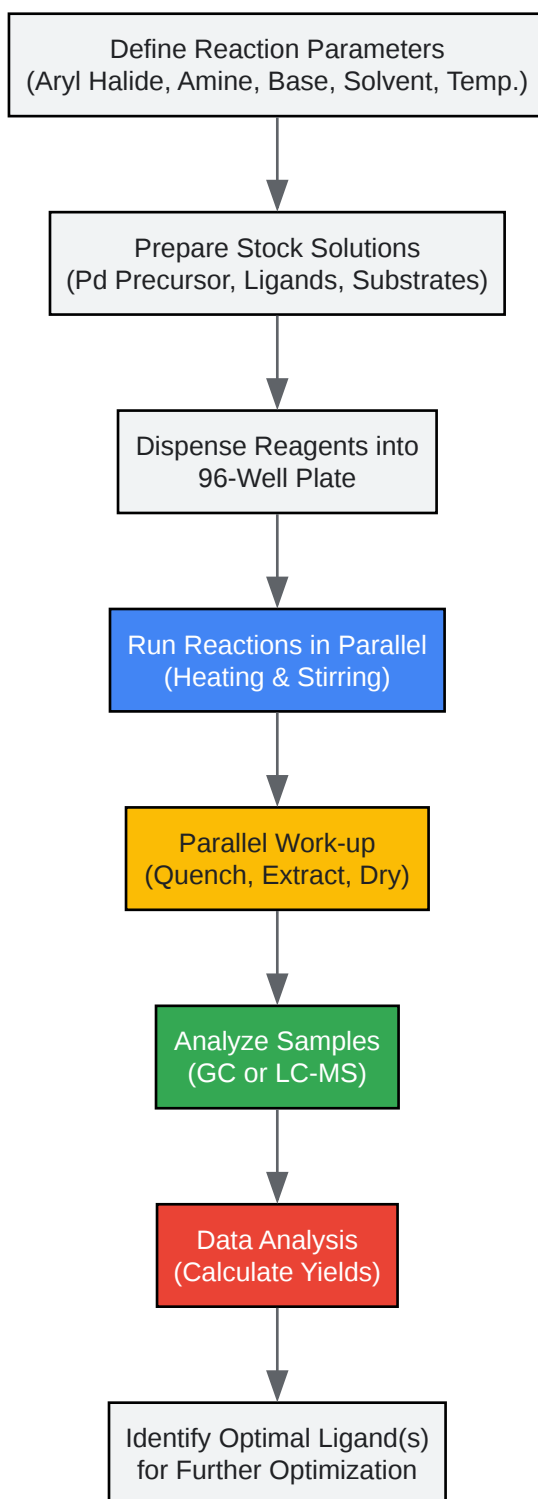 Define Reaction Parameters
(Aryl Halide, Amine, Base, Solvent, Temp.)
Prepare Stock Solutions
(Pd Precursor, Ligands, Substrates)
Dispense Reagents into
96-Well Plate
Run Reactions in Parallel
(Heating & Stirring)
Parallel Work-up
(Quench, Extract, Dry)
Analyze Samples
(GC or LC-MS)
Data Analysis
(Calculate Yields)
Identify Optimal Ligand(s)
for Further Optimization